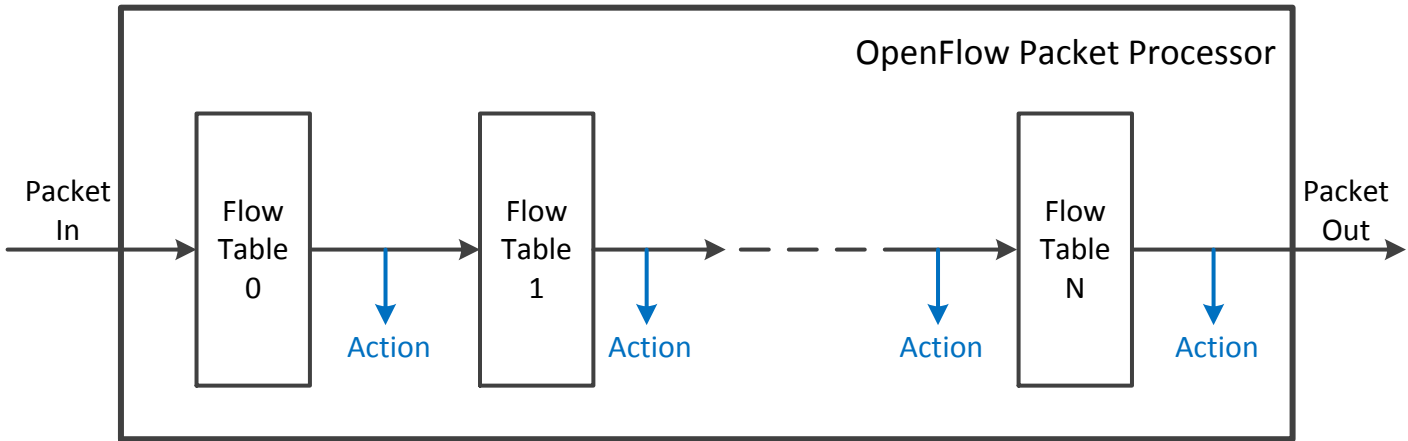 OpenFlow Packet Processor
Packet
In
Flow
Table
0
Action
Flow
Table
1
Action
Action
Flow
Table
N
Action
Packet
Out